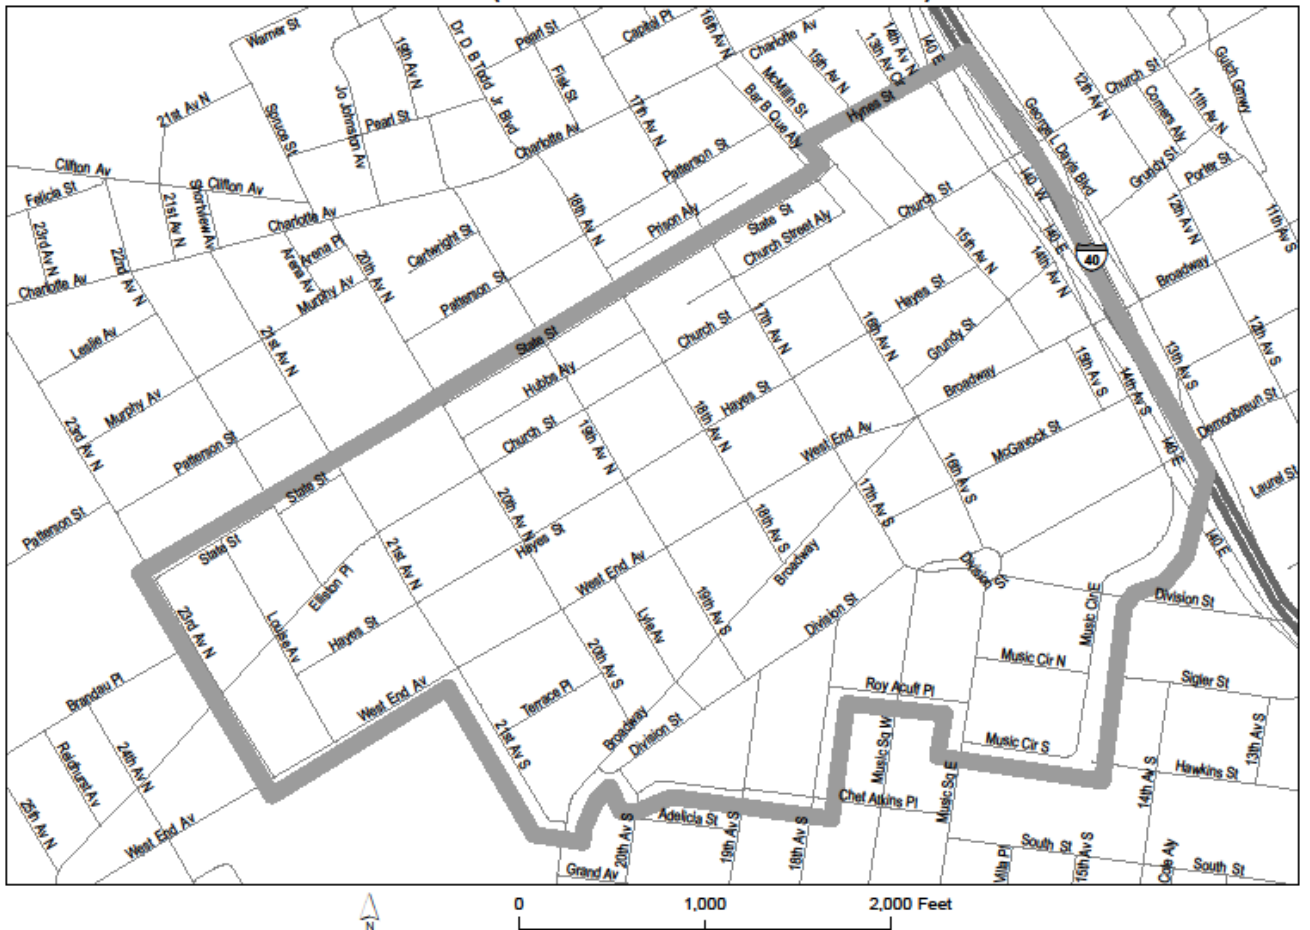 Warner St
19th Av N
Dr D B Todd Jr Blvd
Pearl St
Capitol Pl
16th Av N
Charlotte Av
15th Av N
14th Av N
13th Av Cir
I40 E
12th Av N
Church St
Gulch Grnwy
21st Av N
Spruce St
Jo Johnston Av
Fisk St
17th Av N
McMillin St
Bar B Que Aly
Hynes St
George L Davis Blvd
Comers Aly
11th Av N
Pearl St
Charlotte Av
Patterson St
Grundy St
Porter St
Clifton Av
Clifton Av
Felicia St
21st Av N
Shortview Av
Charlotte Av
18th Av N
Prison Aly
State St
Church Street Aly
Church St
I40 W
12th Av N
11th Av S
23rd Av N
22nd Av N
Arena Pl
Arena Av
20th Av N
Cartwright St
15th Av N
I40 E
14th Av N
40
Broadway
Charlotte Av
Murphy Av
Patterson St
Hayes St
Leslie Av
21st Av N
State St
Church St
17th Av N
16th Av N
Grundy St
12th Av S
Murphy Av
Hubbs Aly
Hayes St
Broadway
15th Av S
14th Av S
13th Av S
23rd Av N
Patterson St
Church St
19th Av N
18th Av N
West End Av
McGavock St
I40 E
Demonbreun St
Laurel St
State St
Patterson St
20th Av N
Hayes St
18th Av S
17th Av S
16th Av S
I40 E
State St
Elliston Pl
21st Av N
West End Av
Broadway
Division St
23rd Av N
Louise Av
Hayes St
Lyle Av
19th Av S
Division St
Music Cir E
Division St
Brandau Pl
West End Av
Terrace Pl
20th Av S
Roy Acuff Pl
Music Cir N
Sigler St
24th Av N
Reidhurst Av
21st Av S
Broadway
Division St
Music Sq W
Music Cir S
13th Av S
25th Av N
West End Av
Adelicia St
Chet Atkins Pl
Music Sq E
14th Av S
Hawkins St
20th Av S
19th Av S
18th Av S
South St
15th Av S
Grand Av
Villa Pl
Cole Aly
South St
N
0 1,000 2,000 Feet